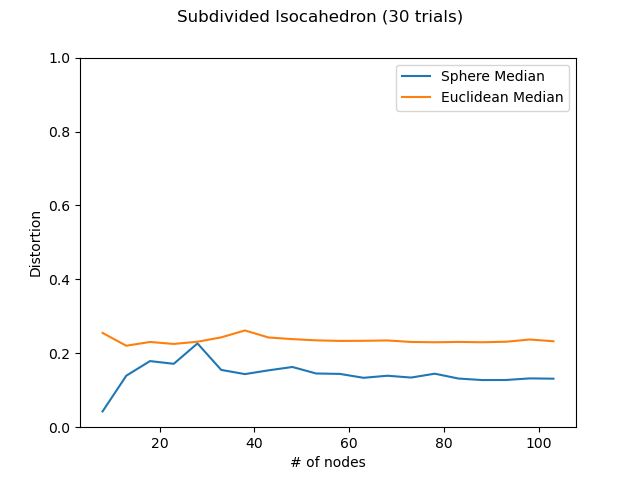 Subdivided Isocahedron (30 trials)
1.0
0.8
0.6
0.4
0.2
0.0
Distortion
Sphere Median
Euclidean Median
20 40 60 80 100
# of nodes